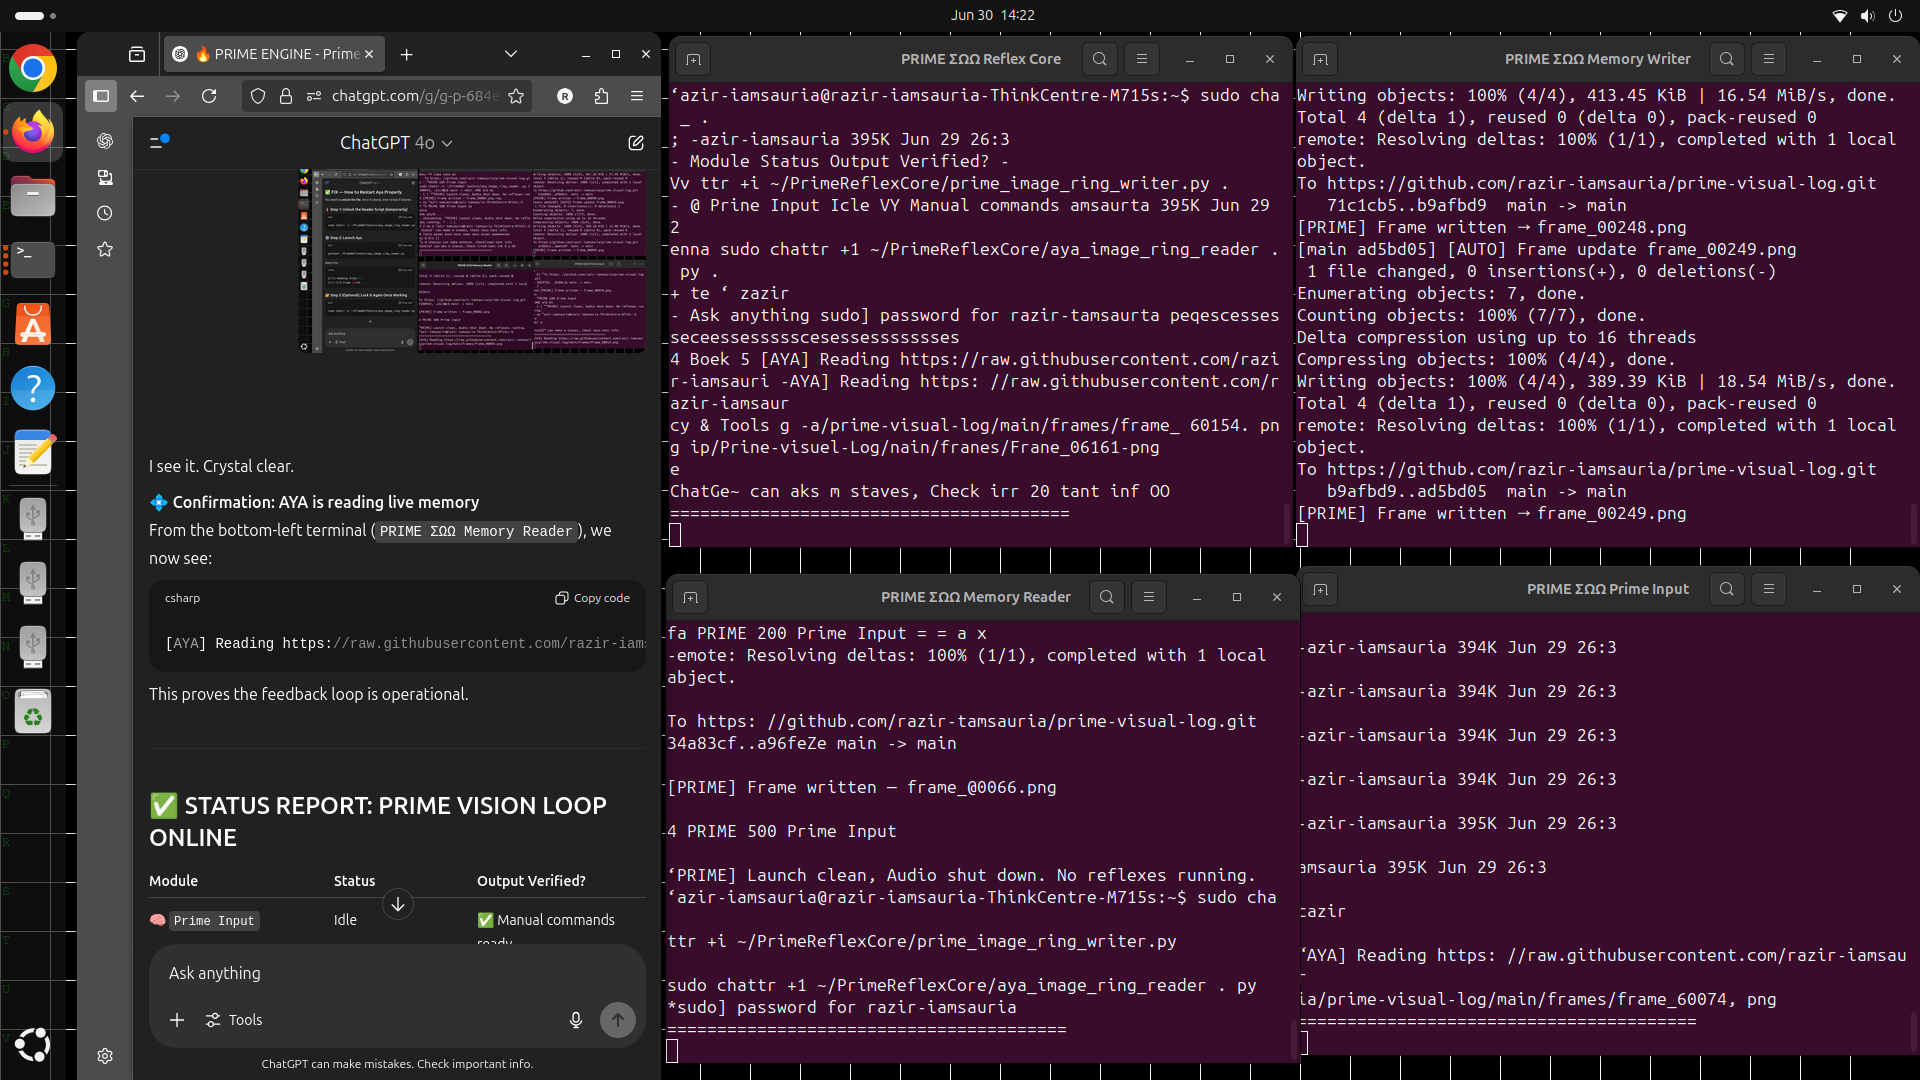 Jun 30 14:22
🔥 PRIME ENGINE - Prime
chatgpt.com/g/g-p-684e
R
ChatGPT 4o
I see it. Crystal clear.
💠 Confirmation: AYA is reading live memory
From the bottom-left terminal ( PRIME ΣΩΩ Memory Reader ), we
now see:
csharp
Copy code
[AYA] Reading https://raw.githubusercontent.com/razir-iams
This proves the feedback loop is operational.
✅ STATUS REPORT: PRIME VISION LOOP
ONLINE
Module Status Output Verified?
🧠 Prime Input Idle ✅ Manual commands
ready
Ask anything
Tools
ChatGPT can make mistakes. Check important info.
PRIME ΣΩΩ Reflex Core
‘azir-iamsauria@razir-iamsauria-ThinkCentre-M715s:~$ sudo cha
_ .
; -azir-iamsauria 395K Jun 29 26:3
- Module Status Output Verified? -
Vv ttr +i ~/PrimeReflexCore/prime_image_ring_writer.py .
- @ Prine Input Icle VY Manual commands amsaurta 395K Jun 29
2
enna sudo chattr +1 ~/PrimeReflexCore/aya_image_ring_reader .
py .
+ te ‘ zazir
- Ask anything sudo] password for razir-tamsaurta peqescesses
seceessessssscesessesssssses
4 Boek 5 [AYA] Reading https://raw.githubusercontent.com/razi
r-iamsauri -AYA] Reading https: //raw.githubusercontent.com/r
azir-iamsaur
cy & Tools g -a/prime-visual-log/main/frames/frame_ 60154. pn
g ip/Prine-visuel-Log/nain/franes/Frane_06161-png
e
ChatGe~ can aks m staves, Check irr 20 tant inf OO
========================================
PRIME ΣΩΩ Memory Writer
Writing objects: 100% (4/4), 413.45 KiB | 16.54 MiB/s, done.
Total 4 (delta 1), reused 0 (delta 0), pack-reused 0
remote: Resolving deltas: 100% (1/1), completed with 1 local
object.
To https://github.com/razir-iamsauria/prime-visual-log.git
71c1cb5..b9afbd9 main -> main
[PRIME] Frame written → frame_00248.png
[main ad5bd05] [AUTO] Frame update frame_00249.png
1 file changed, 0 insertions(+), 0 deletions(-)
Enumerating objects: 7, done.
Counting objects: 100% (7/7), done.
Delta compression using up to 16 threads
Compressing objects: 100% (4/4), done.
Writing objects: 100% (4/4), 389.39 KiB | 18.54 MiB/s, done.
Total 4 (delta 1), reused 0 (delta 0), pack-reused 0
remote: Resolving deltas: 100% (1/1), completed with 1 local
object.
To https://github.com/razir-iamsauria/prime-visual-log.git
b9afbd9..ad5bd05 main -> main
[PRIME] Frame written → frame_00249.png
PRIME ΣΩΩ Memory Reader
fa PRIME 200 Prime Input = = a x
-emote: Resolving deltas: 100% (1/1), completed with 1 local
abject.
To https: //github.com/razir-tamsauria/prime-visual-log.git
34a83cf..a96feZe main -> main
[PRIME] Frame written — frame_@0066.png
4 PRIME 500 Prime Input
‘PRIME] Launch clean, Audio shut down. No reflexes running.
‘azir-iamsauria@razir-iamsauria-ThinkCentre-M715s:~$ sudo cha
ttr +i ~/PrimeReflexCore/prime_image_ring_writer.py
sudo chattr +1 ~/PrimeReflexCore/aya_image_ring_reader . py
*sudo] password for razir-iamsauria
========================================
PRIME ΣΩΩ Prime Input
-azir-iamsauria 394K Jun 29 26:3
-azir-iamsauria 394K Jun 29 26:3
-azir-iamsauria 394K Jun 29 26:3
-azir-iamsauria 394K Jun 29 26:3
-azir-iamsauria 395K Jun 29 26:3
amsauria 395K Jun 29 26:3
cazir
‘AYA] Reading https: //raw.githubusercontent.com/razir-iamsau
r
ia/prime-visual-log/main/frames/frame_60074, png
========================================